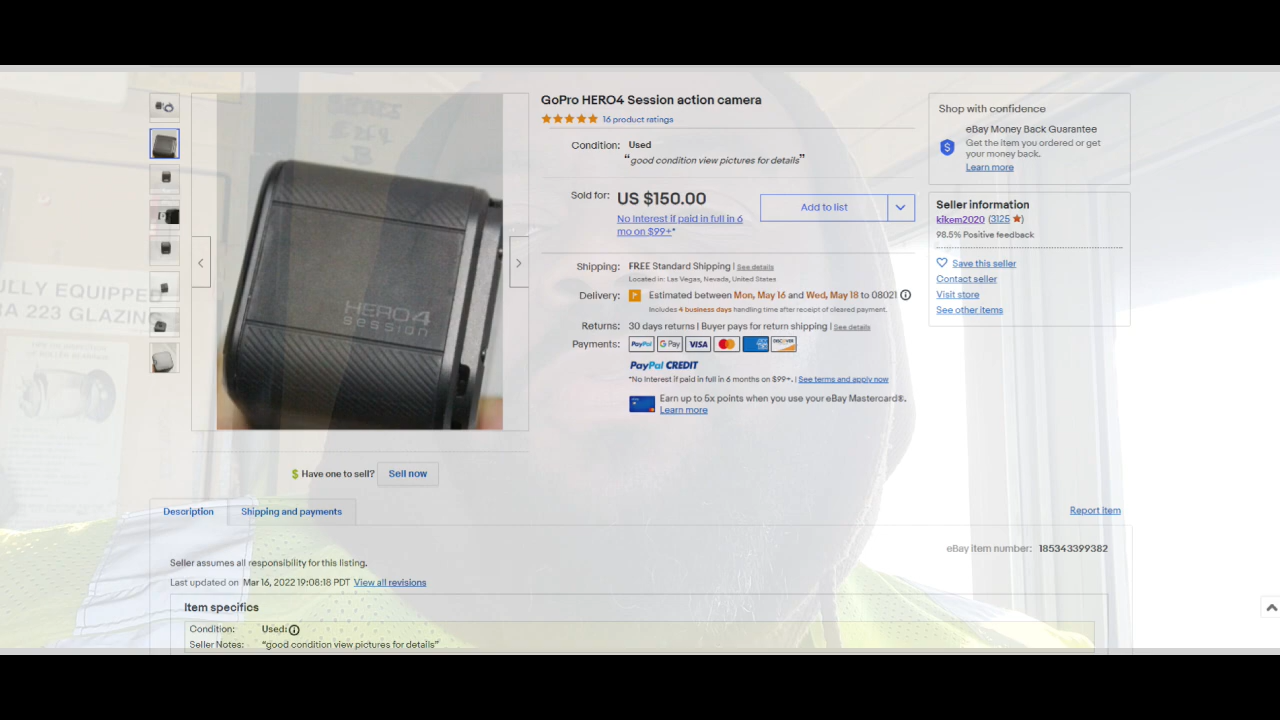 GoPro HERO4 Session action camera
16 product ratings
Condition: Used
"good condition view pictures for details"
Sold for: US $150.00
No Interest if paid in full in 6
mo on $99+*
Add to list
Shipping: FREE Standard Shipping | See details
Located in: Las Vegas, Nevada, United States
Delivery: Estimated between Mon, May 16 and Wed, May 18 to 08021
Includes 4 business days handling time after receipt of cleared payment.
Returns: 30 days returns | Buyer pays for return shipping | See details
Payments: PayPal G Pay VISA DISCOVER
PayPal CREDIT
*No Interest if paid in full in 6 months on $99+. | See terms and apply now
Earn up to 5x points when you use your eBay Mastercard®.
Learn more
Shop with confidence
eBay Money Back Guarantee
Get the item you ordered or get
your money back.
Learn more
Seller information
kikem2020 (3125)
98.5% Positive feedback
Save this seller
Contact seller
Visit store
See other items
HERO4
session
ULLY EQUIPPED
IA 223 GLAZING
$ Have one to sell? Sell now
Description Shipping and payments
Report item
eBay item number: 185343399382
Seller assumes all responsibility for this listing.
Last updated on Mar 16, 2022 19:08:18 PDT View all revisions
Item specifics
Condition: Used:
Seller Notes: "good condition view pictures for details"